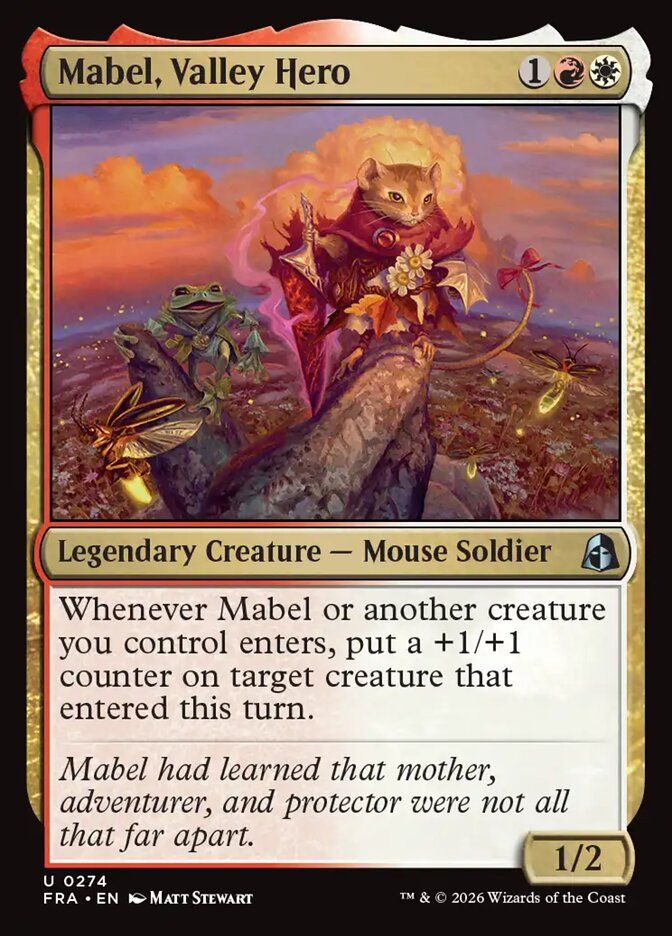 Mabel, Valley Hero 1
Legendary Creature — Mouse Soldier
Whenever Mabel or another creature
you control enters, put a +1/+1
counter on target creature that
entered this turn.
Mabel had learned that mother,
adventurer, and protector were not all
that far apart.
1/2
U 0274
FRA • EN Matt Stewart
™ & © 2026 Wizards of the Coast